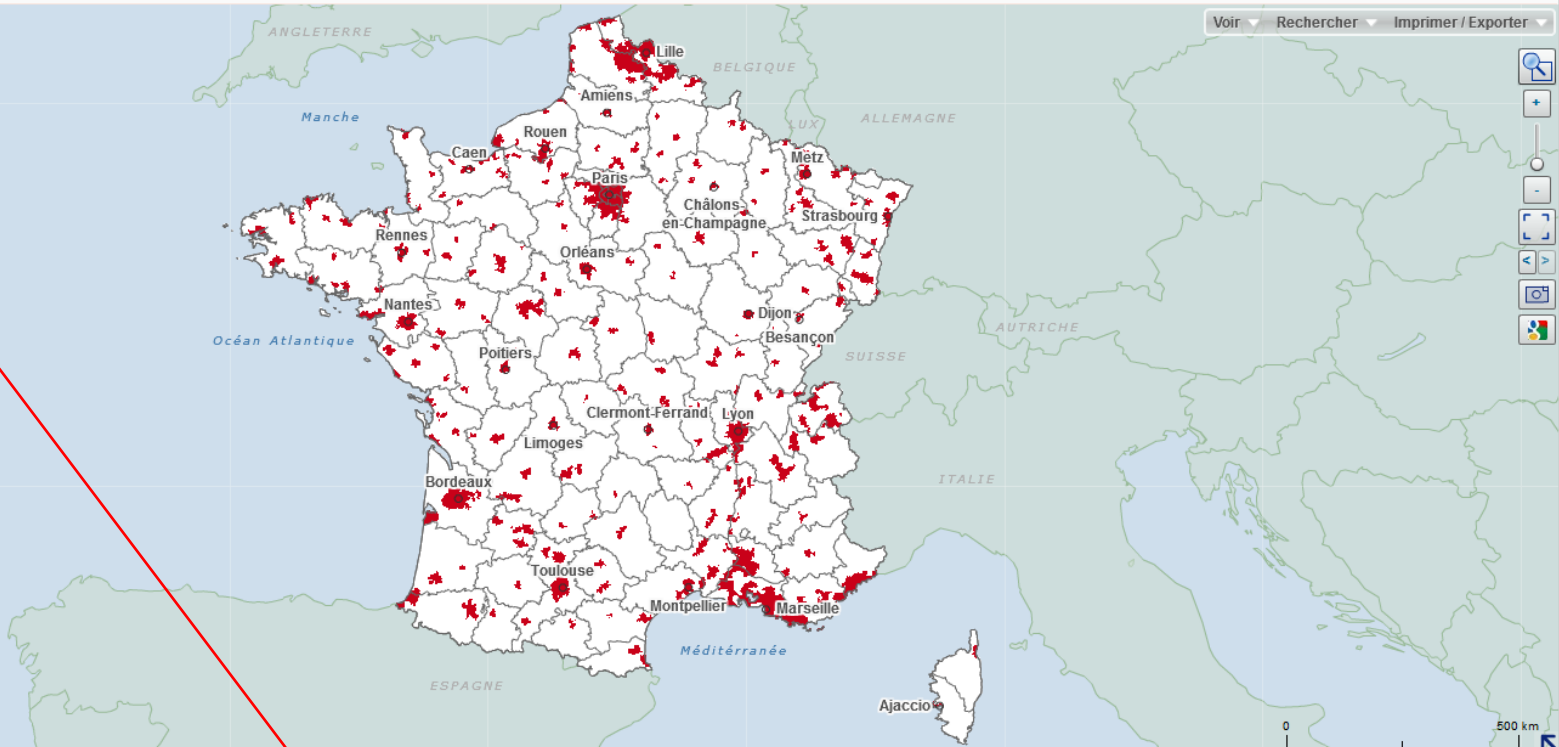 Voir Rechercher Imprimer / Exporter
ANGLETERRE
Lille
BELGIQUE
Amiens
Manche
LUX
ALLEMAGNE
Rouen
Caen
Metz
Paris
Châlons-
en-Champagne
Strasbourg
Rennes
Orléans
Nantes
Dijon
Besançon
AUTRICHE
Océan Atlantique
SUISSE
Poitiers
Clermont-Ferrand
Lyon
Limoges
ITALIE
Bordeaux
Toulouse
Montpellier
Marseille
Méditérranée
ESPAGNE
Ajaccio
0 500 km
+
-
< >